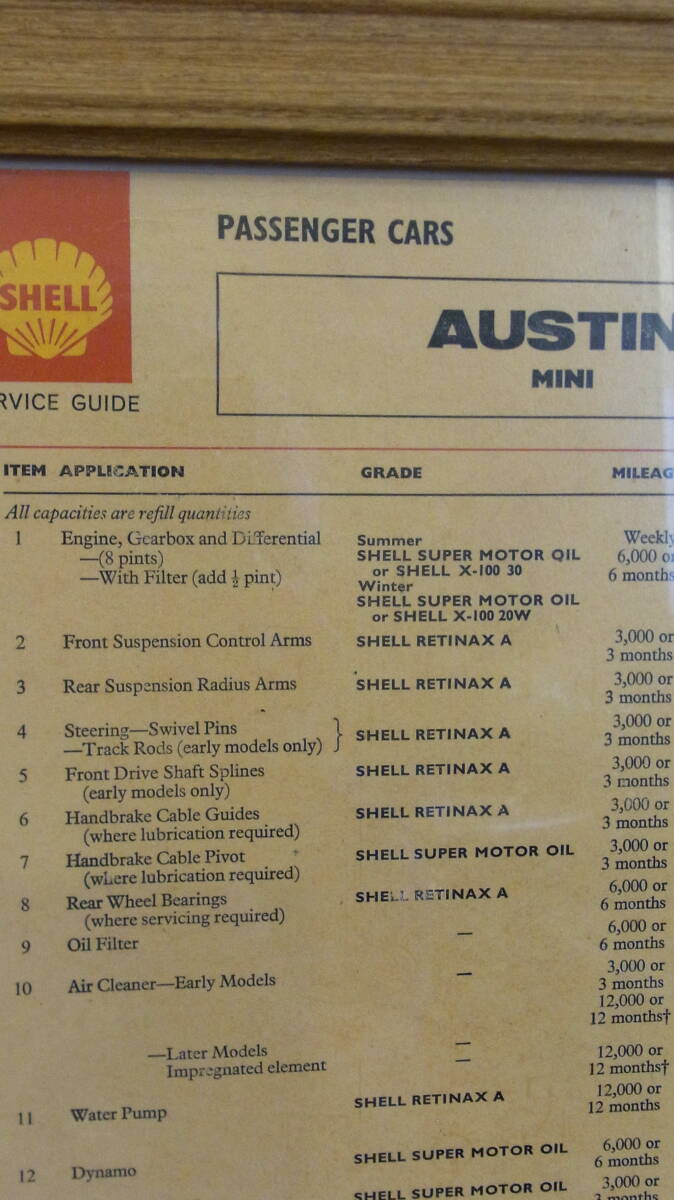 PASSENGER CARS
SHELL
AUSTIN
MINI
RVICE GUIDE
ITEM APPLICATION GRADE MILEAG
All capacities are refill quantities
1 Engine, Gearbox and Differential Summer Weekly
—(8 pints) SHELL SUPER MOTOR OIL 6,000 or
—With Filter (add ½ pint) or SHELL X-100 30 6 months
Winter
SHELL SUPER MOTOR OIL
or SHELL X-100 20W
2 Front Suspension Control Arms SHELL RETINAX A 3,000 or
3 months
3 Rear Suspension Radius Arms SHELL RETINAX A 3,000 or
3 months
4 Steering—Swivel Pins } SHELL RETINAX A 3,000 or
—Track Rods (early models only) 3 months
5 Front Drive Shaft Splines SHELL RETINAX A 3,000 or
(early models only) 3 months
6 Handbrake Cable Guides SHELL RETINAX A 3,000 or
(where lubrication required) 3 months
7 Handbrake Cable Pivot SHELL SUPER MOTOR OIL 3,000 or
(where lubrication required) 3 months
8 Rear Wheel Bearings SHELL RETINAX A 6,000 or
(where servicing required) 6 months
9 Oil Filter — 6,000 or
6 months
10 Air Cleaner—Early Models — 3,000 or
3 months
12,000 or
12 months†
—Later Models — 12,000 or
Impregnated element — 12 months†
11 Water Pump SHELL RETINAX A 12,000 or
12 months
12 Dynamo SHELL SUPER MOTOR OIL 6,000 or
6 months
SHELL SUPER MOTOR OIL 3,000 or
3 months